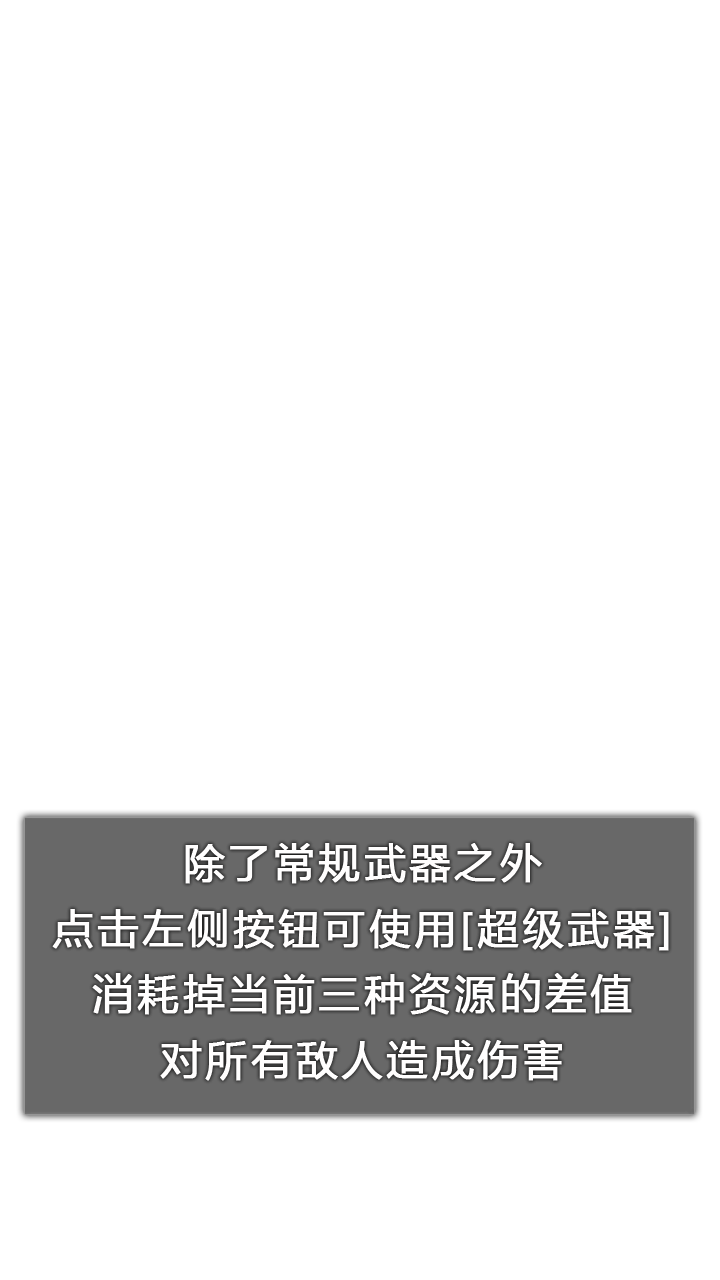 除了常规武器之外
点击左侧按钮可使用[超级武器]
消耗掉当前三种资源的差值
对所有敌人造成伤害